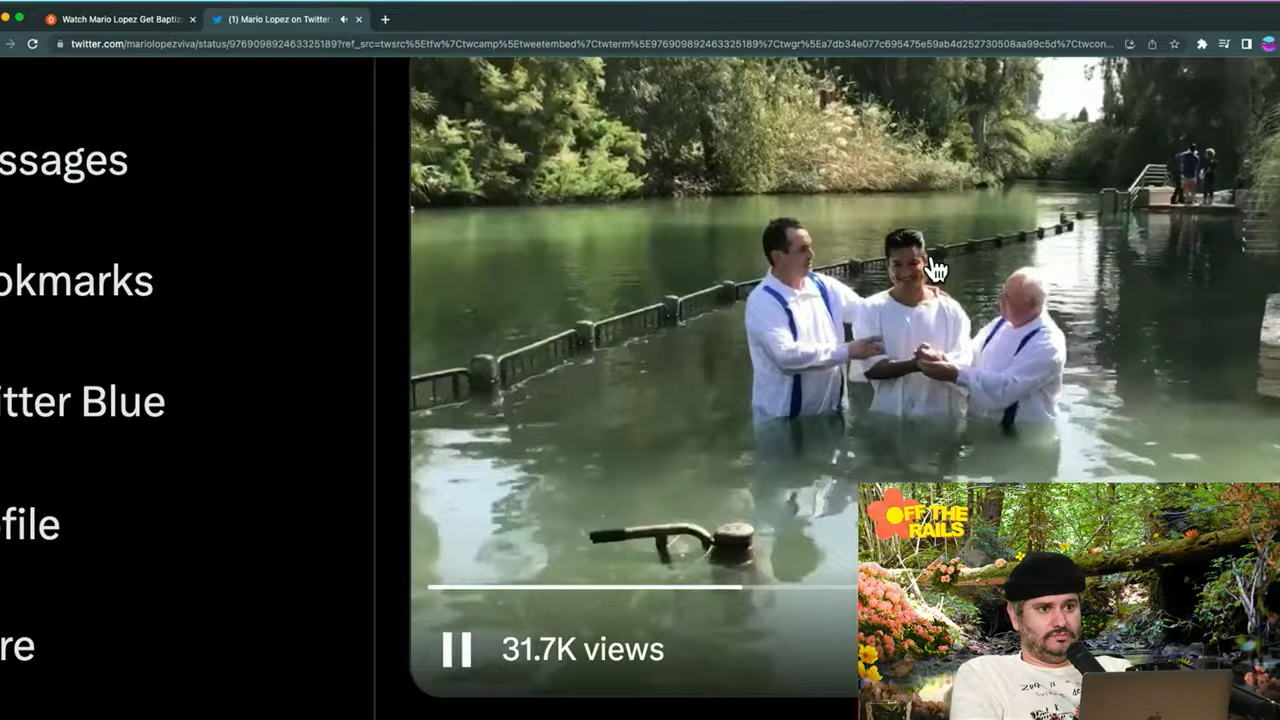 Watch Mario Lopez Get Baptiz
(1) Mario Lopez on Twitter
twitter.com/mariolopezviva/status/976909892463325189?ref_src=twsrc%5Etfw%7Ctwcamp%5Etweetembed%7Ctwterm%5E976909892463325189%7Ctwgr%5Ea7db34e077c695475e59ab4d252730508aa99c5d%7Ctwcon...
ssages
okmarks
itter Blue
file
re
31.7K views
OFF THE
RAILS